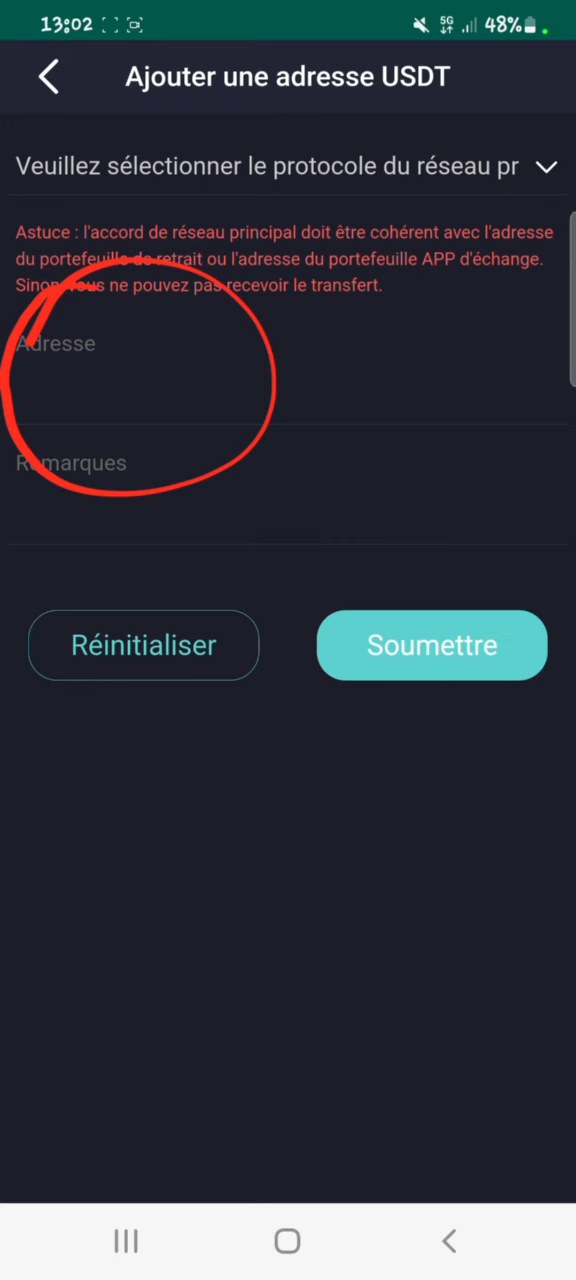 13:02
5G
48%
Ajouter une adresse USDT
Veuillez sélectionner le protocole du réseau pr
Astuce : l'accord de réseau principal doit être cohérent avec l'adresse
du portefeuille de retrait ou l'adresse du portefeuille APP d'échange.
Sinon vous ne pouvez pas recevoir le transfert.
Adresse
Remarques
Réinitialiser
Soumettre